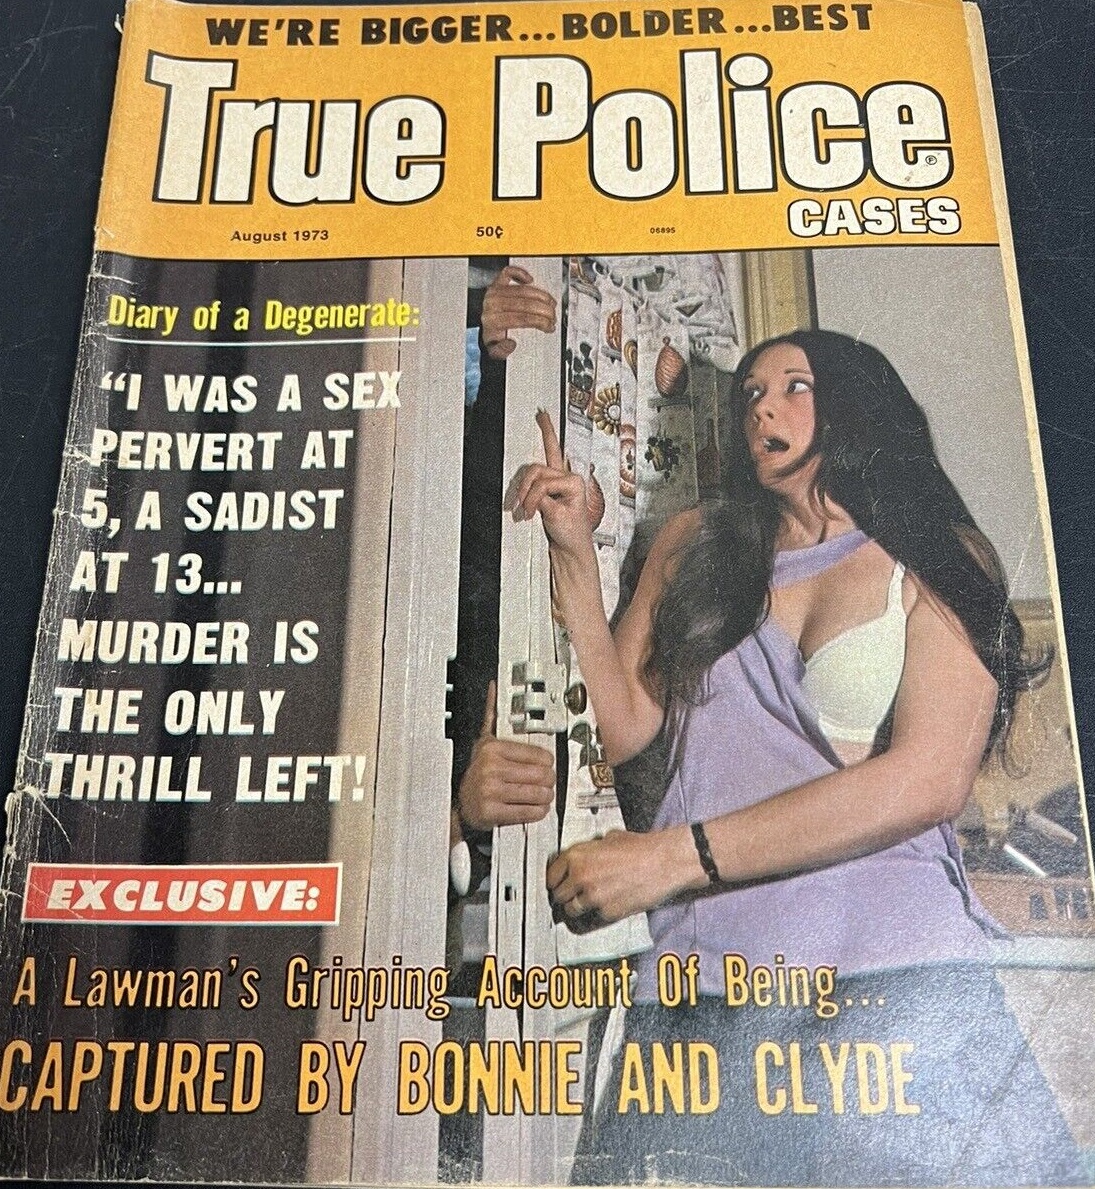 WE'RE BIGGER...BOLDER...BEST
True Police
CASES
August 1973 50¢ 06895
Diary of a Degenerate:
"I WAS A SEX
PERVERT AT
5, A SADIST
AT 13...
MURDER IS
THE ONLY
THRILL LEFT!
EXCLUSIVE:
A Lawman's Gripping Account Of Being...
CAPTURED BY BONNIE AND CLYDE